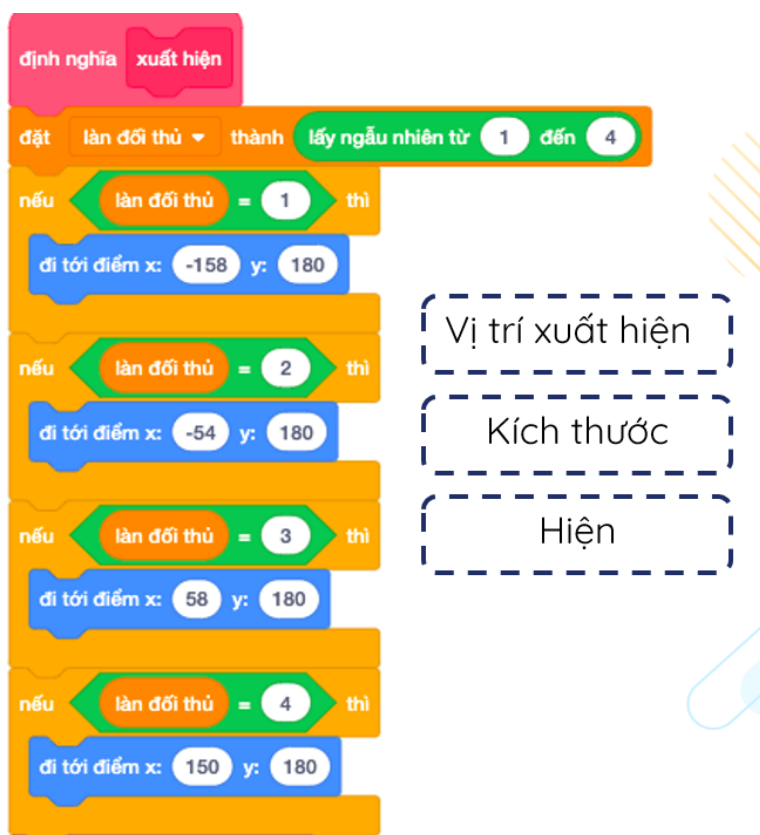 định nghĩa xuất hiện
đặt làn đối thủ thành lấy ngẫu nhiên từ 1 đến 4
nếu làn đối thủ = 1 thì
đi tới điểm x: -158 y: 180
nếu làn đối thủ = 2 thì
đi tới điểm x: -54 y: 180
nếu làn đối thủ = 3 thì
đi tới điểm x: 58 y: 180
nếu làn đối thủ = 4 thì
đi tới điểm x: 150 y: 180
Vị trí xuất hiện
Kích thước
Hiện